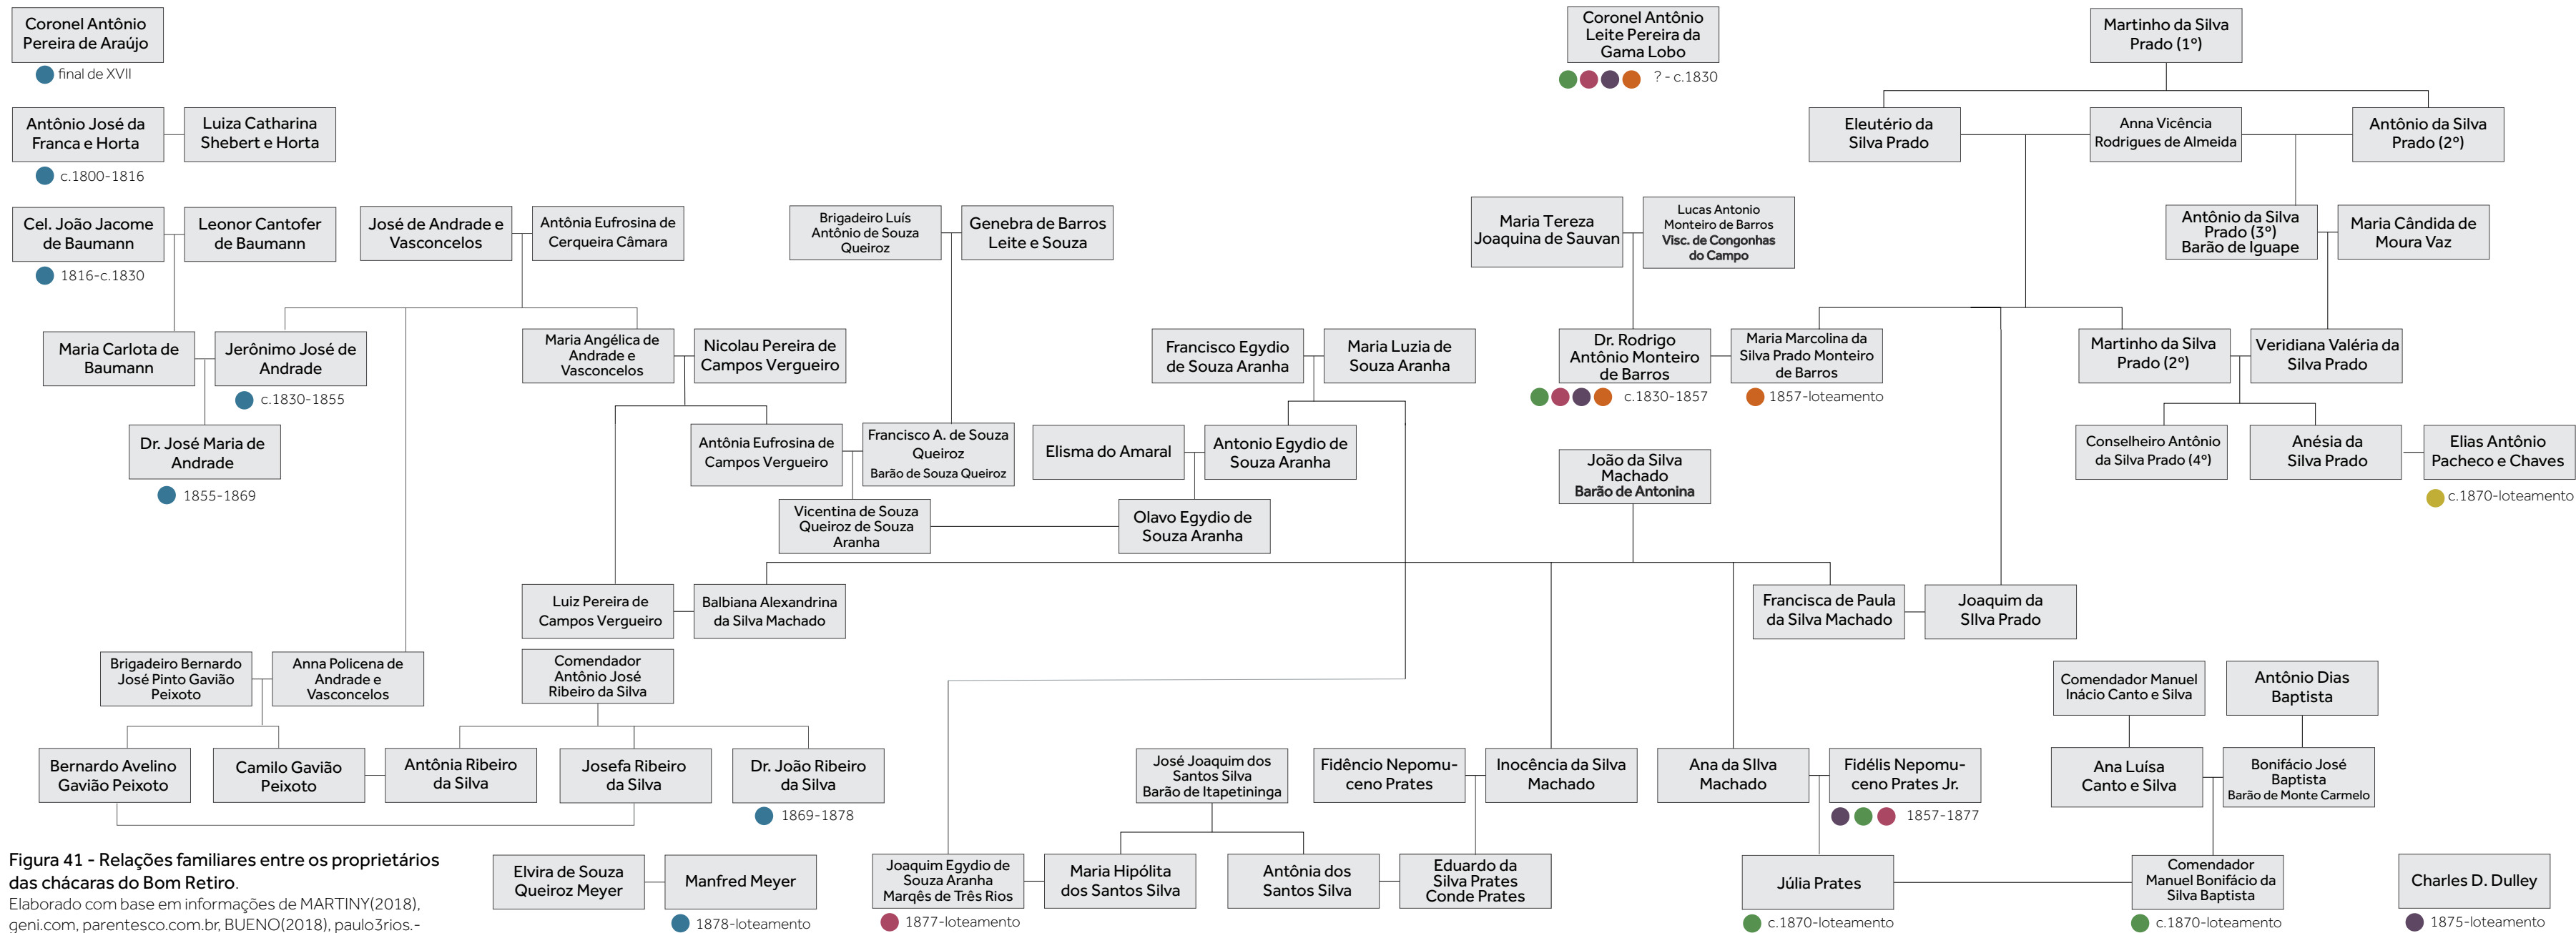 Coronel Antônio
Pereira de Araújo
final de XVII
Coronel Antônio
Leite Pereira da
Gama Lobo
? - c.1830
Martinho da Silva
Prado (1º)
Antônio José da
Franca e Horta
c.1800-1816
Luiza Catharina
Shebert e Horta
Eleutério da
Silva Prado
Anna Vicência
Rodrigues de Almeida
Antônio da Silva
Prado (2º)
Cel. João Jacome
de Baumann
1816-c.1830
Leonor Cantofer
de Baumann
José de Andrade e
Vasconcelos
Antônia Eufrosina de
Cerqueira Câmara
Brigadeiro Luís
Antônio de Souza
Queiroz
Genebra de Barros
Leite e Souza
Maria Tereza
Joaquina de Sauvan
Lucas Antonio
Monteiro de Barros
Visc. de Congonhas
do Campo
Antônio da Silva
Prado (3º)
Barão de Iguape
Maria Cândida de
Moura Vaz
Maria Carlota de
Baumann
Jerônimo José de
Andrade
c.1830-1855
Maria Angélica de
Andrade e
Vasconcelos
Nicolau Pereira de
Campos Vergueiro
Francisco Egydio
de Souza Aranha
Maria Luzia de
Souza Aranha
Dr. Rodrigo
Antônio Monteiro
de Barros
c.1830-1857
Maria Marcolina da
Silva Prado Monteiro
de Barros
1857-loteamento
Martinho da Silva
Prado (2º)
Veridiana Valéria da
Silva Prado
Dr. José Maria de
Andrade
1855-1869
Antônia Eufrosina de
Campos Vergueiro
Francisco A. de Souza
Queiroz
Barão de Souza Queiroz
Elisma do Amaral
Antonio Egydio de
Souza Aranha
João da Silva
Machado
Barão de Antonina
Conselheiro Antônio
da Silva Prado (4º)
Anésia da
Silva Prado
Elias Antônio
Pacheco e Chaves
c.1870-loteamento
Vicentina de Souza
Queiroz de Souza
Aranha
Olavo Egydio de
Souza Aranha
Luiz Pereira de
Campos Vergueiro
Balbiana Alexandrina
da Silva Machado
Francisca de Paula
da Silva Machado
Joaquim da
SIlva Prado
Brigadeiro Bernardo
José Pinto Gavião
Peixoto
Anna Policena de
Andrade e
Vasconcelos
Comendador
Antônio José
Ribeiro da Silva
Comendador Manuel
Inácio Canto e Silva
Antônio Dias
Baptista
Bernardo Avelino
Gavião Peixoto
Camilo Gavião
Peixoto
Antônia Ribeiro
da Silva
Josefa Ribeiro
da Silva
Dr. João Ribeiro
da Silva
1869-1878
José Joaquim dos
Santos Silva
Barão de Itapetininga
Fidêncio Nepomu-
ceno Prates
Inocência da Silva
Machado
Ana da SIlva
Machado
Fidélis Nepomu-
ceno Prates Jr.
1857-1877
Ana Luísa
Canto e Silva
Bonifácio José
Baptista
Barão de Monte Carmelo
Elvira de Souza
Queiroz Meyer
Manfred Meyer
1878-loteamento
Joaquim Egydio de
Souza Aranha
Marqês de Três Rios
1877-loteamento
Maria Hipólita
dos Santos Silva
Antônia dos
Santos Silva
Eduardo da
Silva Prates
Conde Prates
Júlia Prates
c.1870-loteamento
Comendador
Manuel Bonifácio da
Silva Baptista
c.1870-loteamento
Charles D. Dulley
1875-loteamento
Figura 41 - Relações familiares entre os proprietários
das chácaras do Bom Retiro.
Elaborado com base em informações de MARTINY(2018),
geni.com, parentesco.com.br, BUENO(2018), paulo3rios.-